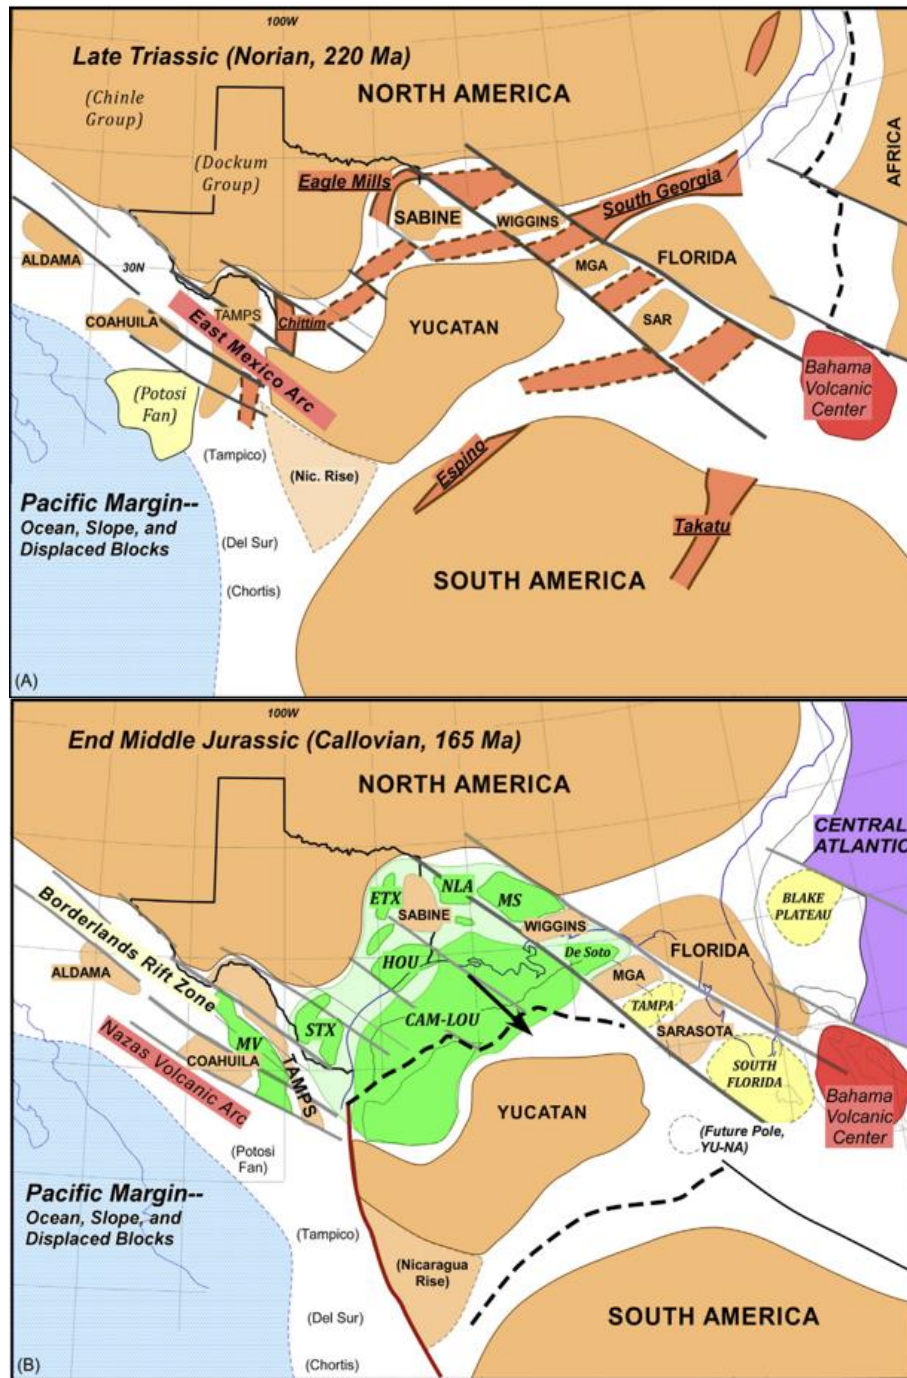 100W
Late Triassic (Norian, 220 Ma)
NORTH AMERICA
(Chinle
Group)
(Dockum
Group)
AFRICA
Eagle Mills
South Georgia
SABINE
WIGGINS
ALDAMA
30N
MGA
FLORIDA
COAHUILA
TAMPS
Chittim
YUCATAN
SAR
East Mexico Arc
Bahama
Volcanic
Center
(Potosi
Fan)
(Tampico)
(Nic. Rise)
Espino
Pacific Margin--
Ocean, Slope, and
Displaced Blocks
Takatu
(Del Sur)
(Chortis)
SOUTH AMERICA
(A)
100W
End Middle Jurassic (Callovian, 165 Ma)
NORTH AMERICA
CENTRAL
ATLANTIC
Borderlands Rift Zone
ETX
NLA
MS
BLAKE
PLATEAU
SABINE
WIGGINS
ALDAMA
HOU
De Soto
FLORIDA
MGA
CAM-LOU
TAMPA
STX
MV
SARASOTA
COAHUILA
TAMPS
Nazas Volcanic Arc
SOUTH
FLORIDA
YUCATAN
Bahama
Volcanic
Center
(Future Pole,
YU-NA)
(Potosi
Fan)
Pacific Margin--
Ocean, Slope, and
Displaced Blocks
(Tampico)
(Nicaragua
Rise)
(Del Sur)
SOUTH AMERICA
(Chortis)
(B)